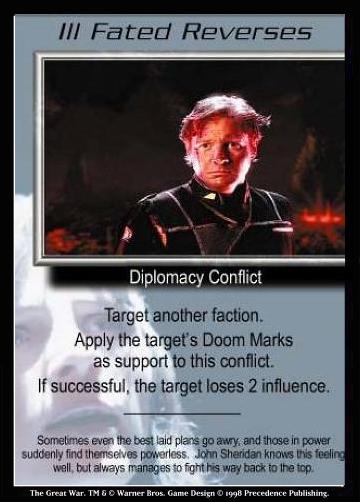 Ill Fated Reverses
Diplomacy Conflict
Target another faction.
Apply the target's Doom Marks
as support to this conflict.
If successful, the target loses 2 influence.
Sometimes even the best laid plans go awry, and those in power
suddenly find themselves powerless. John Sheridan knows this feeling
well, but always manages to fight his way back to the top.
The Great War. TM & © Warner Bros. Game Design © 1998 Precedence Publishing.